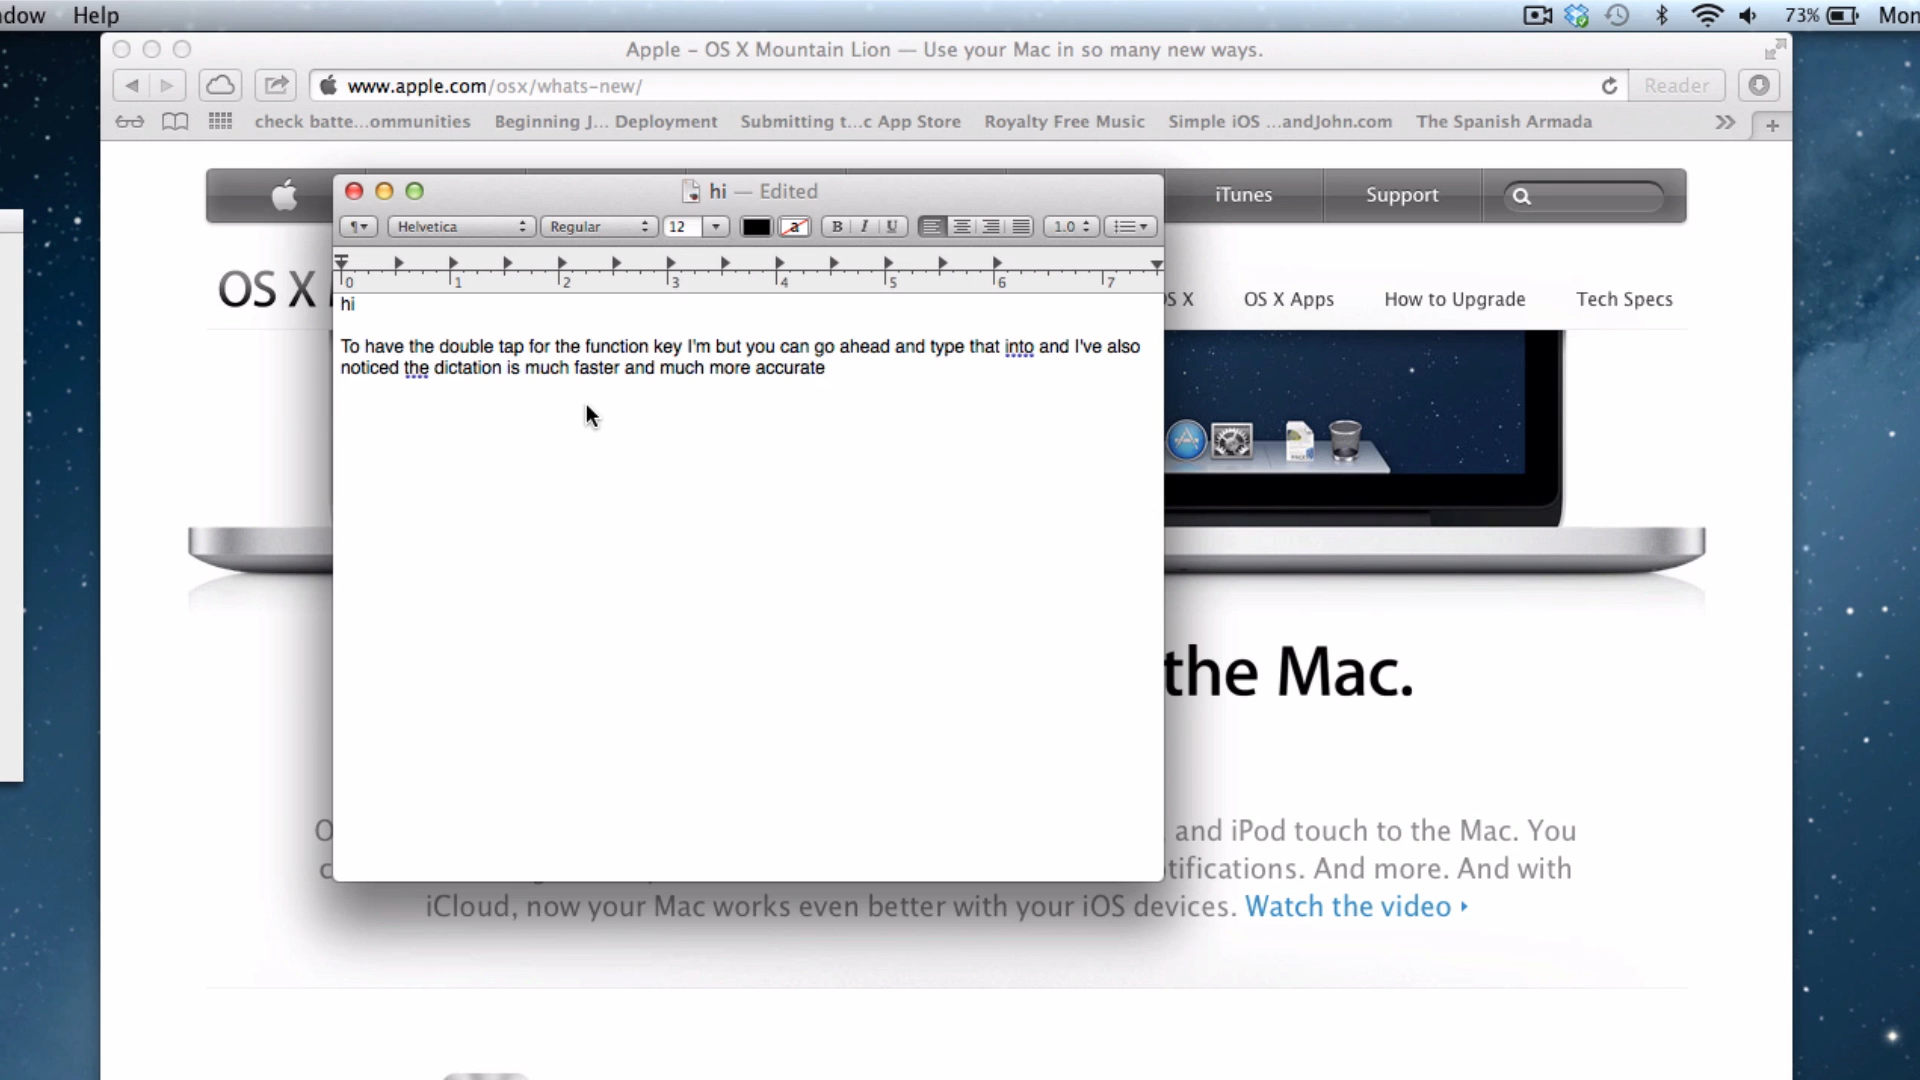 dow Help 73% Mon
Apple – OS X Mountain Lion — Use your Mac in so many new ways.
www.apple.com/osx/whats-new/ Reader
check batte...ommunities Beginning J... Deployment Submitting t...c App Store Royalty Free Music Simple iOS ...andJohn.com The Spanish Armada
iTunes Support
hi — Edited
Helvetica Regular 12 a B I U 1.0
0 1 2 3 4 5 6 7
OS X S X OS X Apps How to Upgrade Tech Specs
hi
To have the double tap for the function key I'm but you can go ahead and type that into and I've also
noticed the dictation is much faster and much more accurate
the Mac.
O and iPod touch to the Mac. You
c tifications. And more. And with
iCloud, now your Mac works even better with your iOS devices. Watch the video